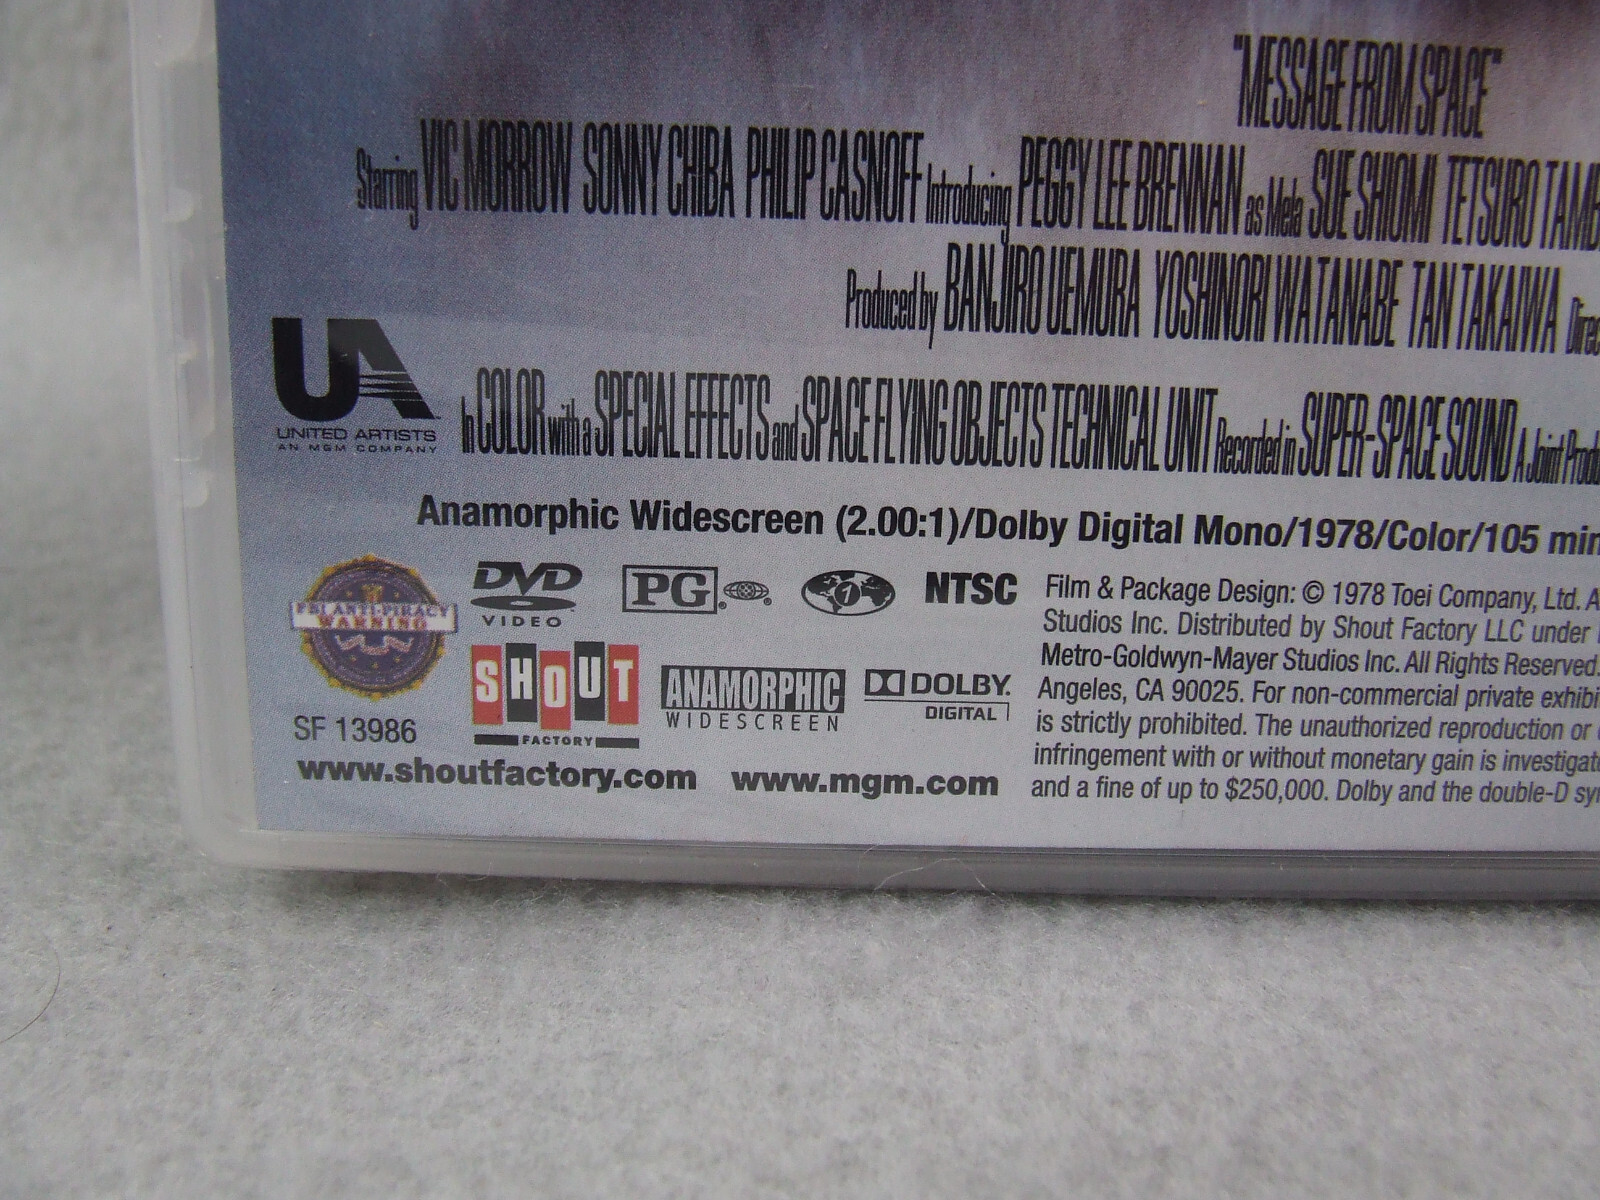 "MESSAGE FROM SPACE"
Starring VIC MORROW SONNY CHIBA PHILIP CASNOFF Introducing PEGGY LEE BRENNAN as Mela SUE SHIOMI TETSURO TAMB
Produced by BANJIRO UEMURA YOSHINORI WATANABE TAN TAKAIWA Direc
In COLOR with a SPECIAL EFFECTS and SPACE FLYING OBJECTS TECHNICAL UNIT Recorded in SUPER-SPACE SOUND A Joint Produ
UA
UNITED ARTISTS
AN MGM COMPANY
Anamorphic Widescreen (2.00:1)/Dolby Digital Mono/1978/Color/105 min
FBI ANTI-PIRACY
WARNING
SF 13986
DVD
VIDEO
PG
1
NTSC
SHOUT
FACTORY
ANAMORPHIC
WIDESCREEN
DOLBY
DIGITAL
www.shoutfactory.com www.mgm.com
Film & Package Design: © 1978 Toei Company, Ltd. A
Studios Inc. Distributed by Shout Factory LLC under
Metro-Goldwyn-Mayer Studios Inc. All Rights Reserved.
Angeles, CA 90025. For non-commercial private exhibi
is strictly prohibited. The unauthorized reproduction or
infringement with or without monetary gain is investigat
and a fine of up to $250,000. Dolby and the double-D sy